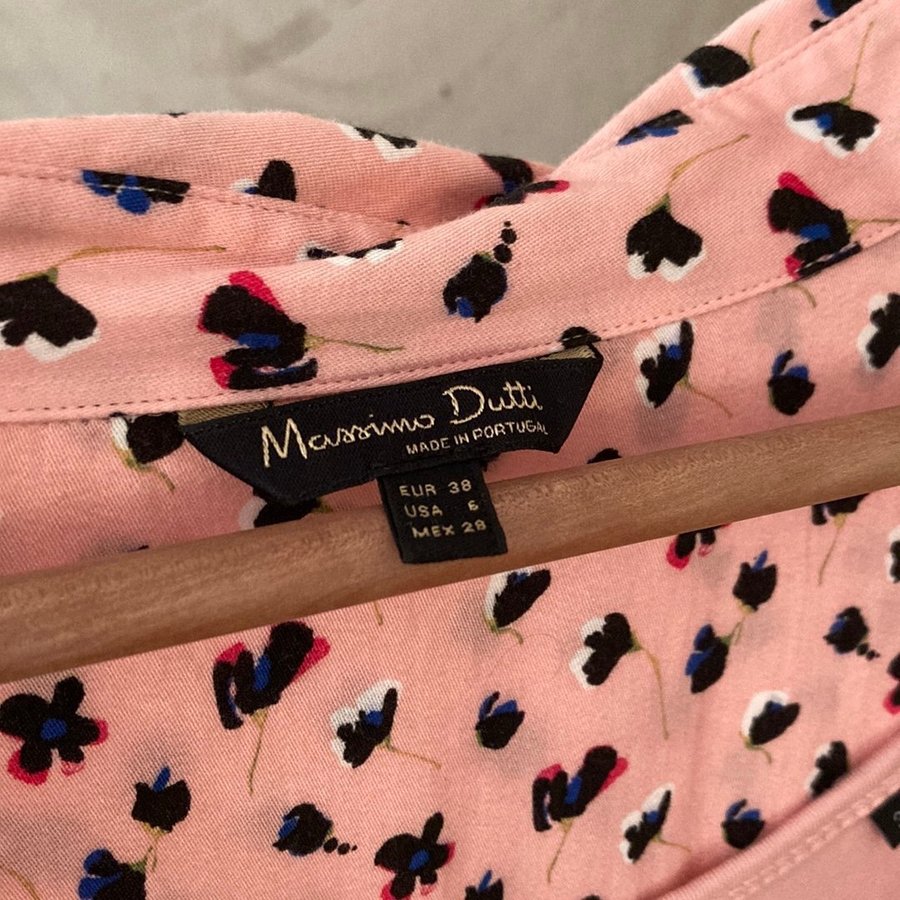 Massimo Dutti
MADE IN PORTUGAL
EUR 38
USA 6
MEX 28